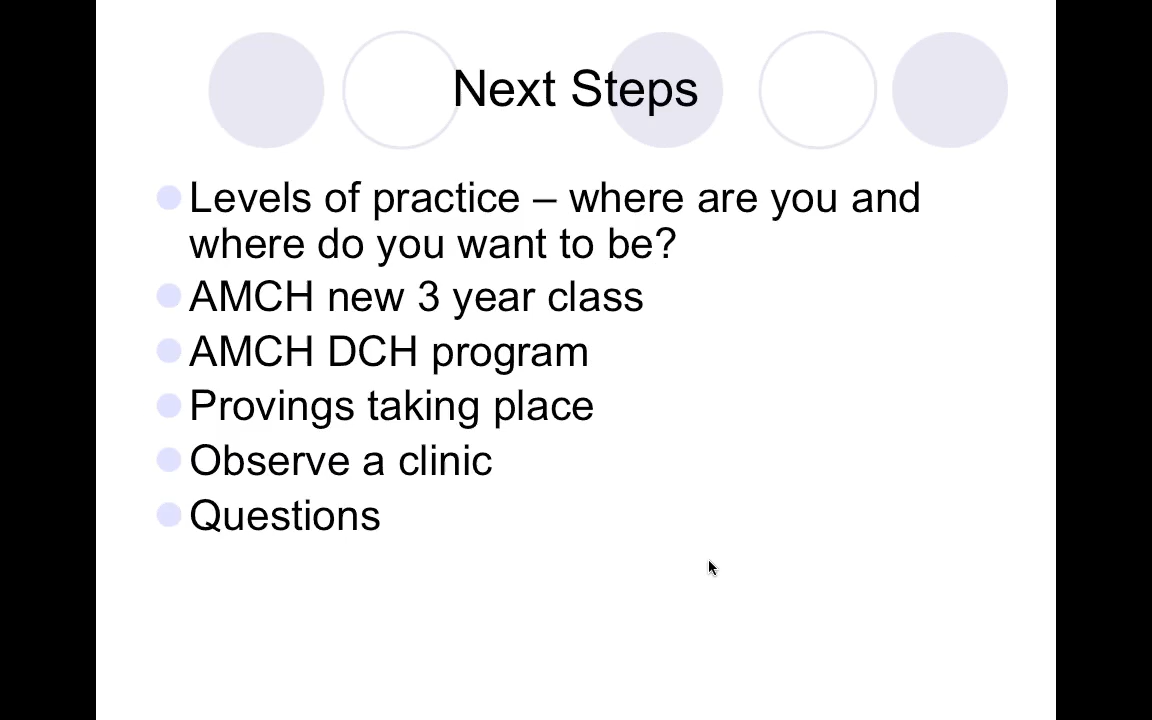 Next Steps
Levels of practice – where are you and
where do you want to be?
AMCH new 3 year class
AMCH DCH program
Provings taking place
Observe a clinic
Questions